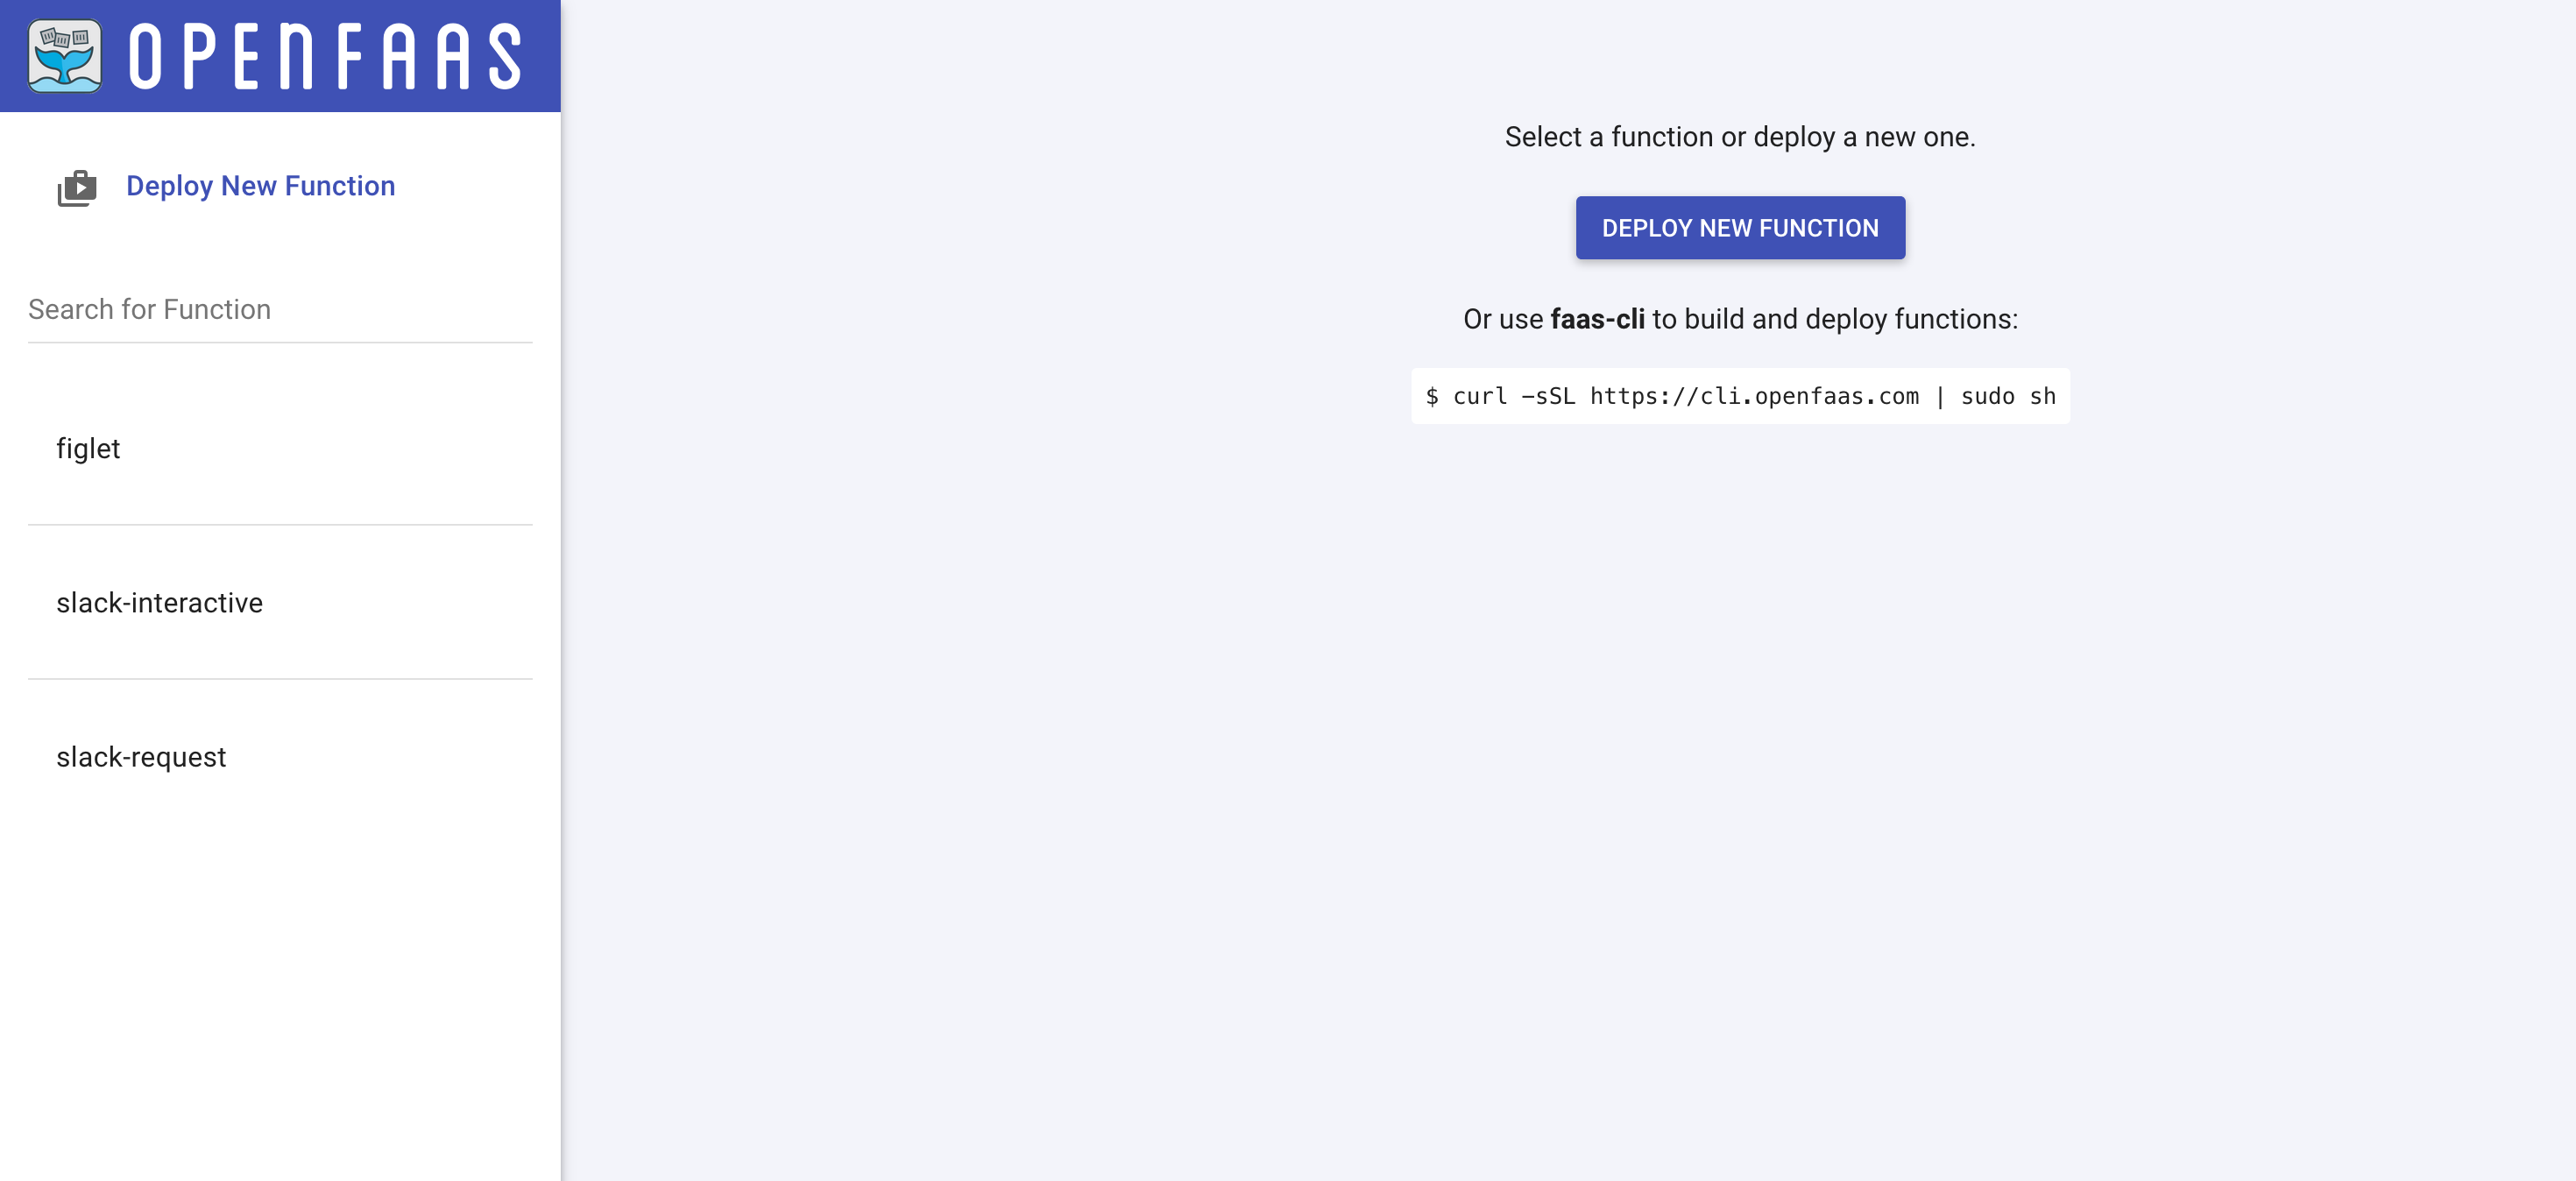 OPENFAAS
Deploy New Function
Search for Function
figlet
slack-interactive
slack-request
Select a function or deploy a new one.
DEPLOY NEW FUNCTION
Or use faas-cli to build and deploy functions:
$ curl -sSL https://cli.openfaas.com | sudo sh